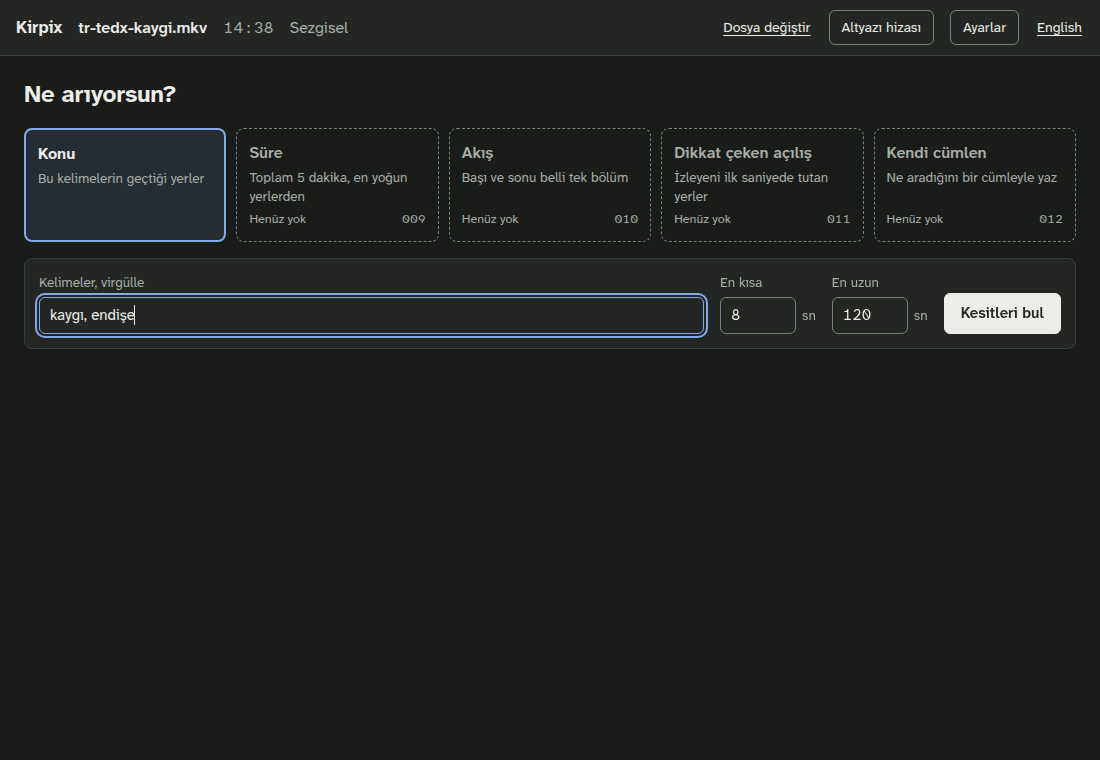 Kirpix tr-tedx-kaygi.mkv 14:38 Sezgisel Dosya değiştir Altyazı hizası Ayarlar English
Ne arıyorsun?
Konu
Bu kelimelerin geçtiği yerler
Süre
Toplam 5 dakika, en yoğun
yerlerden
Henüz yok 009
Akış
Başı ve sonu belli tek bölüm
Henüz yok 010
Dikkat çeken açılış
İzleyeni ilk saniyede tutan
yerler
Henüz yok 011
Kendi cümlen
Ne aradığını bir cümleyle yaz
Henüz yok 012
Kelimeler, virgülle
kaygı, endişe
En kısa
8 sn
En uzun
120 sn
Kesitleri bul